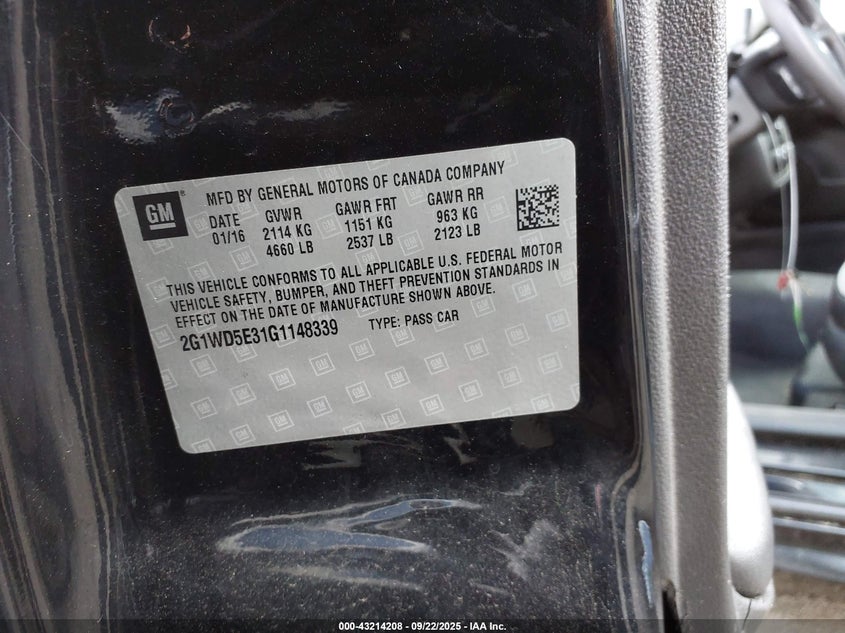 GM
MFD BY GENERAL MOTORS OF CANADA COMPANY
DATE GVWR GAWR FRT GAWR RR
01/16 2114 KG 1151 KG 963 KG
4660 LB 2537 LB 2123 LB
THIS VEHICLE CONFORMS TO ALL APPLICABLE U.S. FEDERAL MOTOR
VEHICLE SAFETY, BUMPER, AND THEFT PREVENTION STANDARDS IN
EFFECT ON THE DATE OF MANUFACTURE SHOWN ABOVE.
2G1WD5E31G1148339 TYPE: PASS CAR
000-43214208 - 09/22/2025 - IAA Inc.